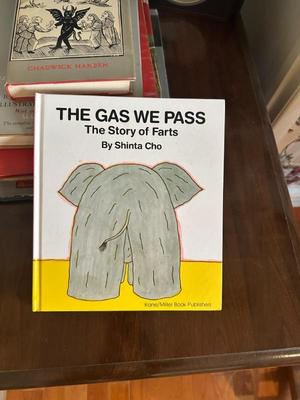 CHADWICK HANSEN
THE GAS WE PASS
The Story of Farts
By Shinta Cho
Kane/Miller Book Publishers